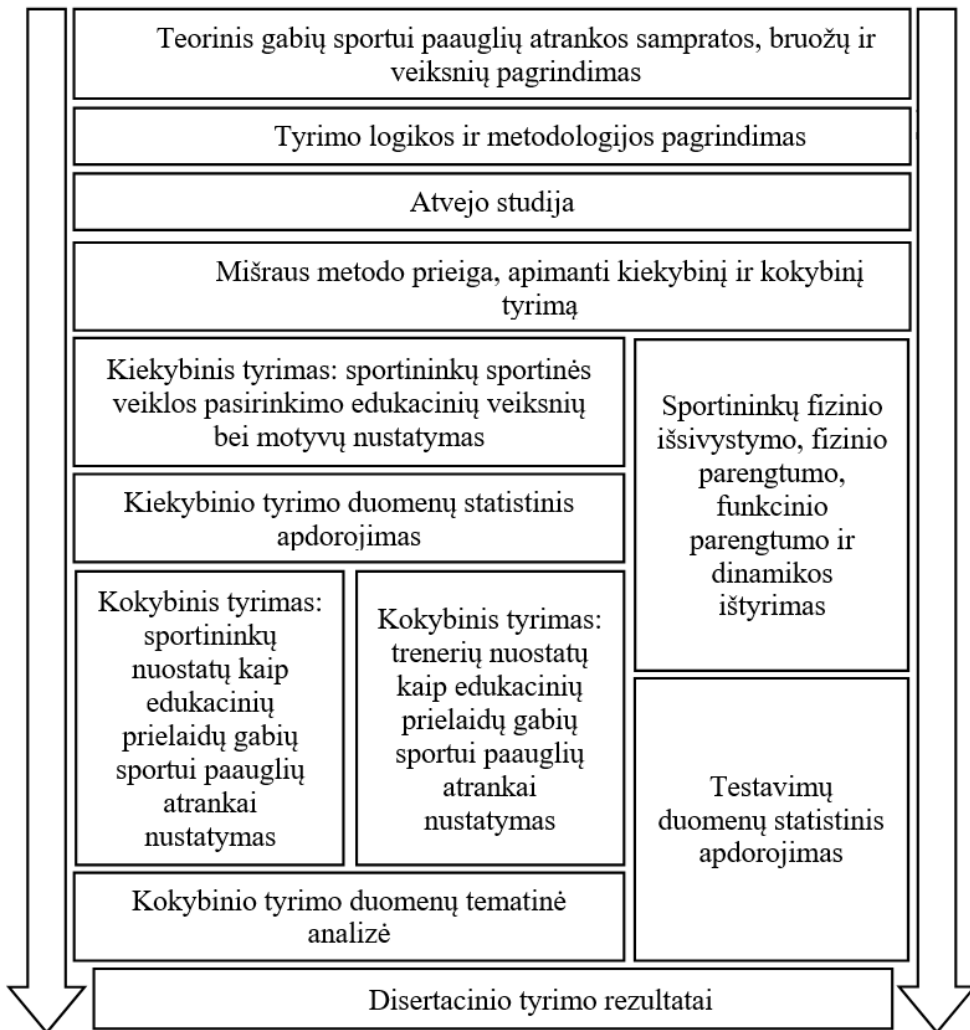 Teorinis gabių sportui paauglių atrankos sampratos, bruožų ir
veiksnių pagrindimas
Tyrimo logikos ir metodologijos pagrindimas
Atvejo studija
Mišraus metodo prieiga, apimanti kiekybinį ir kokybinį
tyrimą
Kiekybinis tyrimas: sportininkų sportinės
veiklos pasirinkimo edukacinių veiksnių
bei motyvų nustatymas
Kiekybinio tyrimo duomenų statistinis
apdorojimas
Kokybinis tyrimas:
sportininkų
nuostatų kaip
edukacinių
prielaidų gabių
sportui paauglių
atrankai
nustatymas
Kokybinis tyrimas:
trenerių nuostatų
kaip edukacinių
prielaidų gabių
sportui paauglių
atrankai
nustatymas
Kokybinio tyrimo duomenų tematinė
analizė
Sportininkų fizinio
išsivystymo, fizinio
parengtumo,
funkcinio
parengtumo ir
dinamikos
ištyrimas
Testavimų
duomenų statistinis
apdorojimas
Disertacinio tyrimo rezultatai